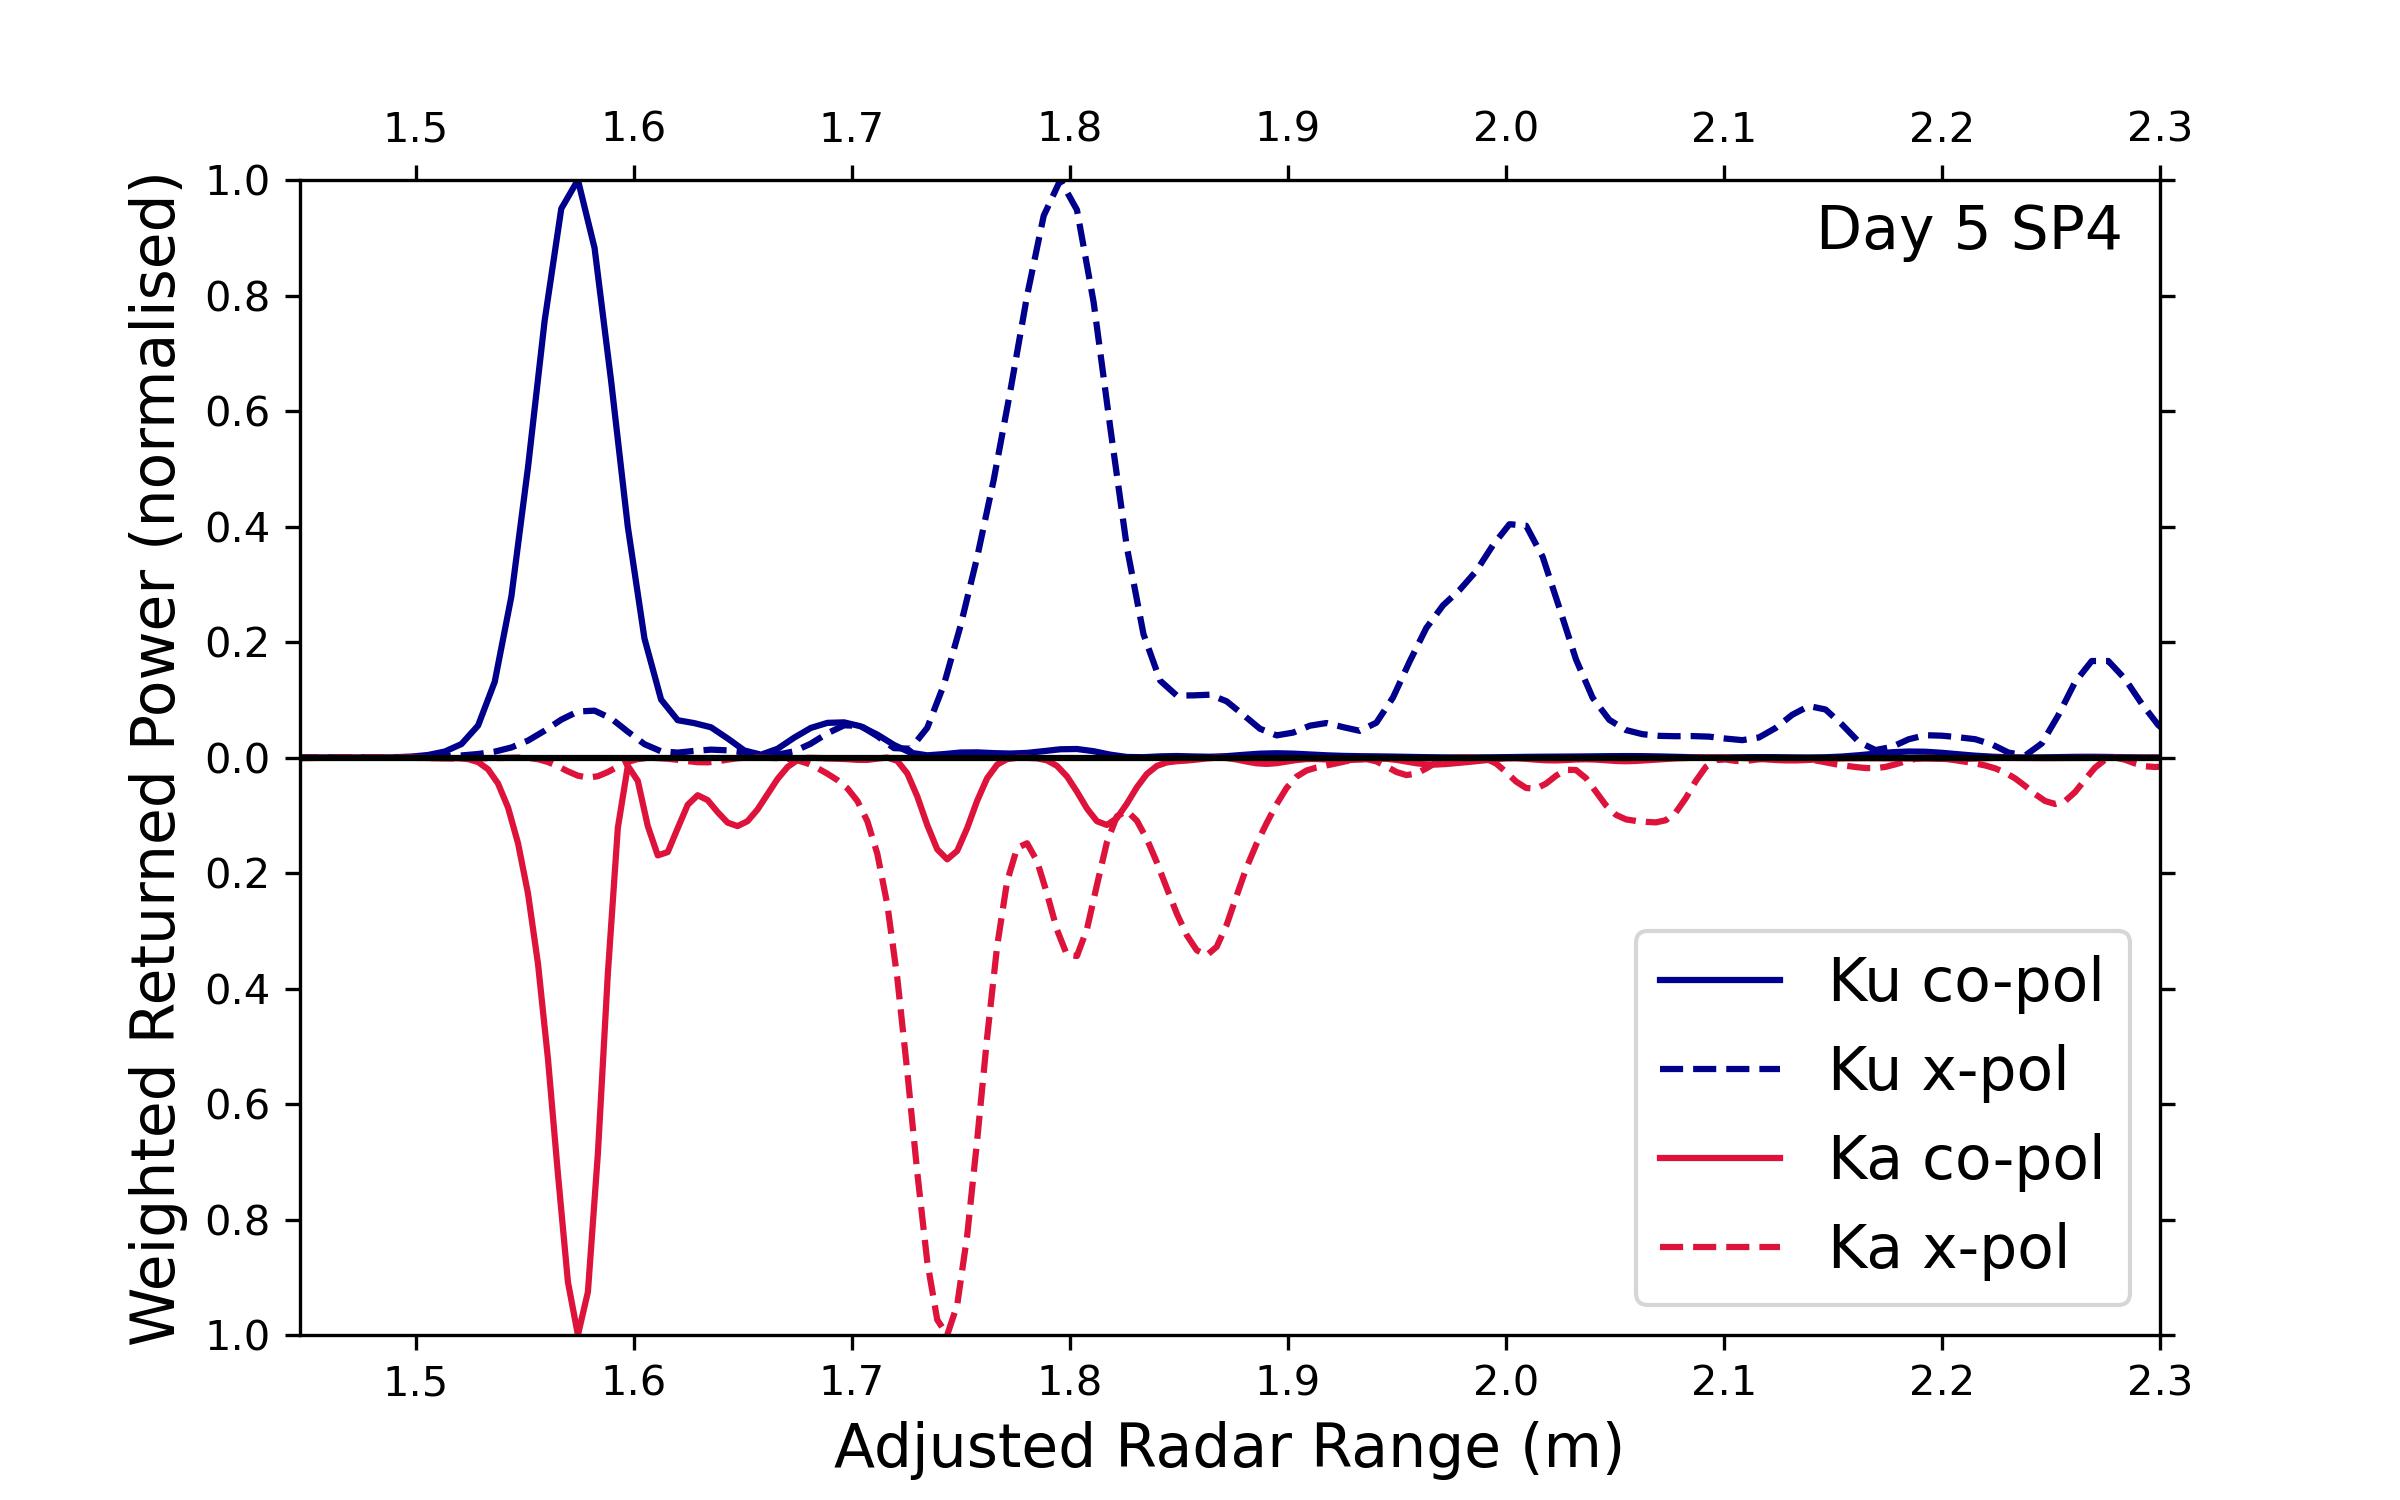 1.5 1.6 1.7 1.8 1.9 2.0 2.1 2.2 2.3
Weighted Returned Power (normalised)
1.0
0.8
0.6
0.4
0.2
0.0
0.2
0.4
0.6
0.8
1.0
Day 5 SP4
Ku co-pol
Ku x-pol
Ka co-pol
Ka x-pol
1.5 1.6 1.7 1.8 1.9 2.0 2.1 2.2 2.3
Adjusted Radar Range (m)